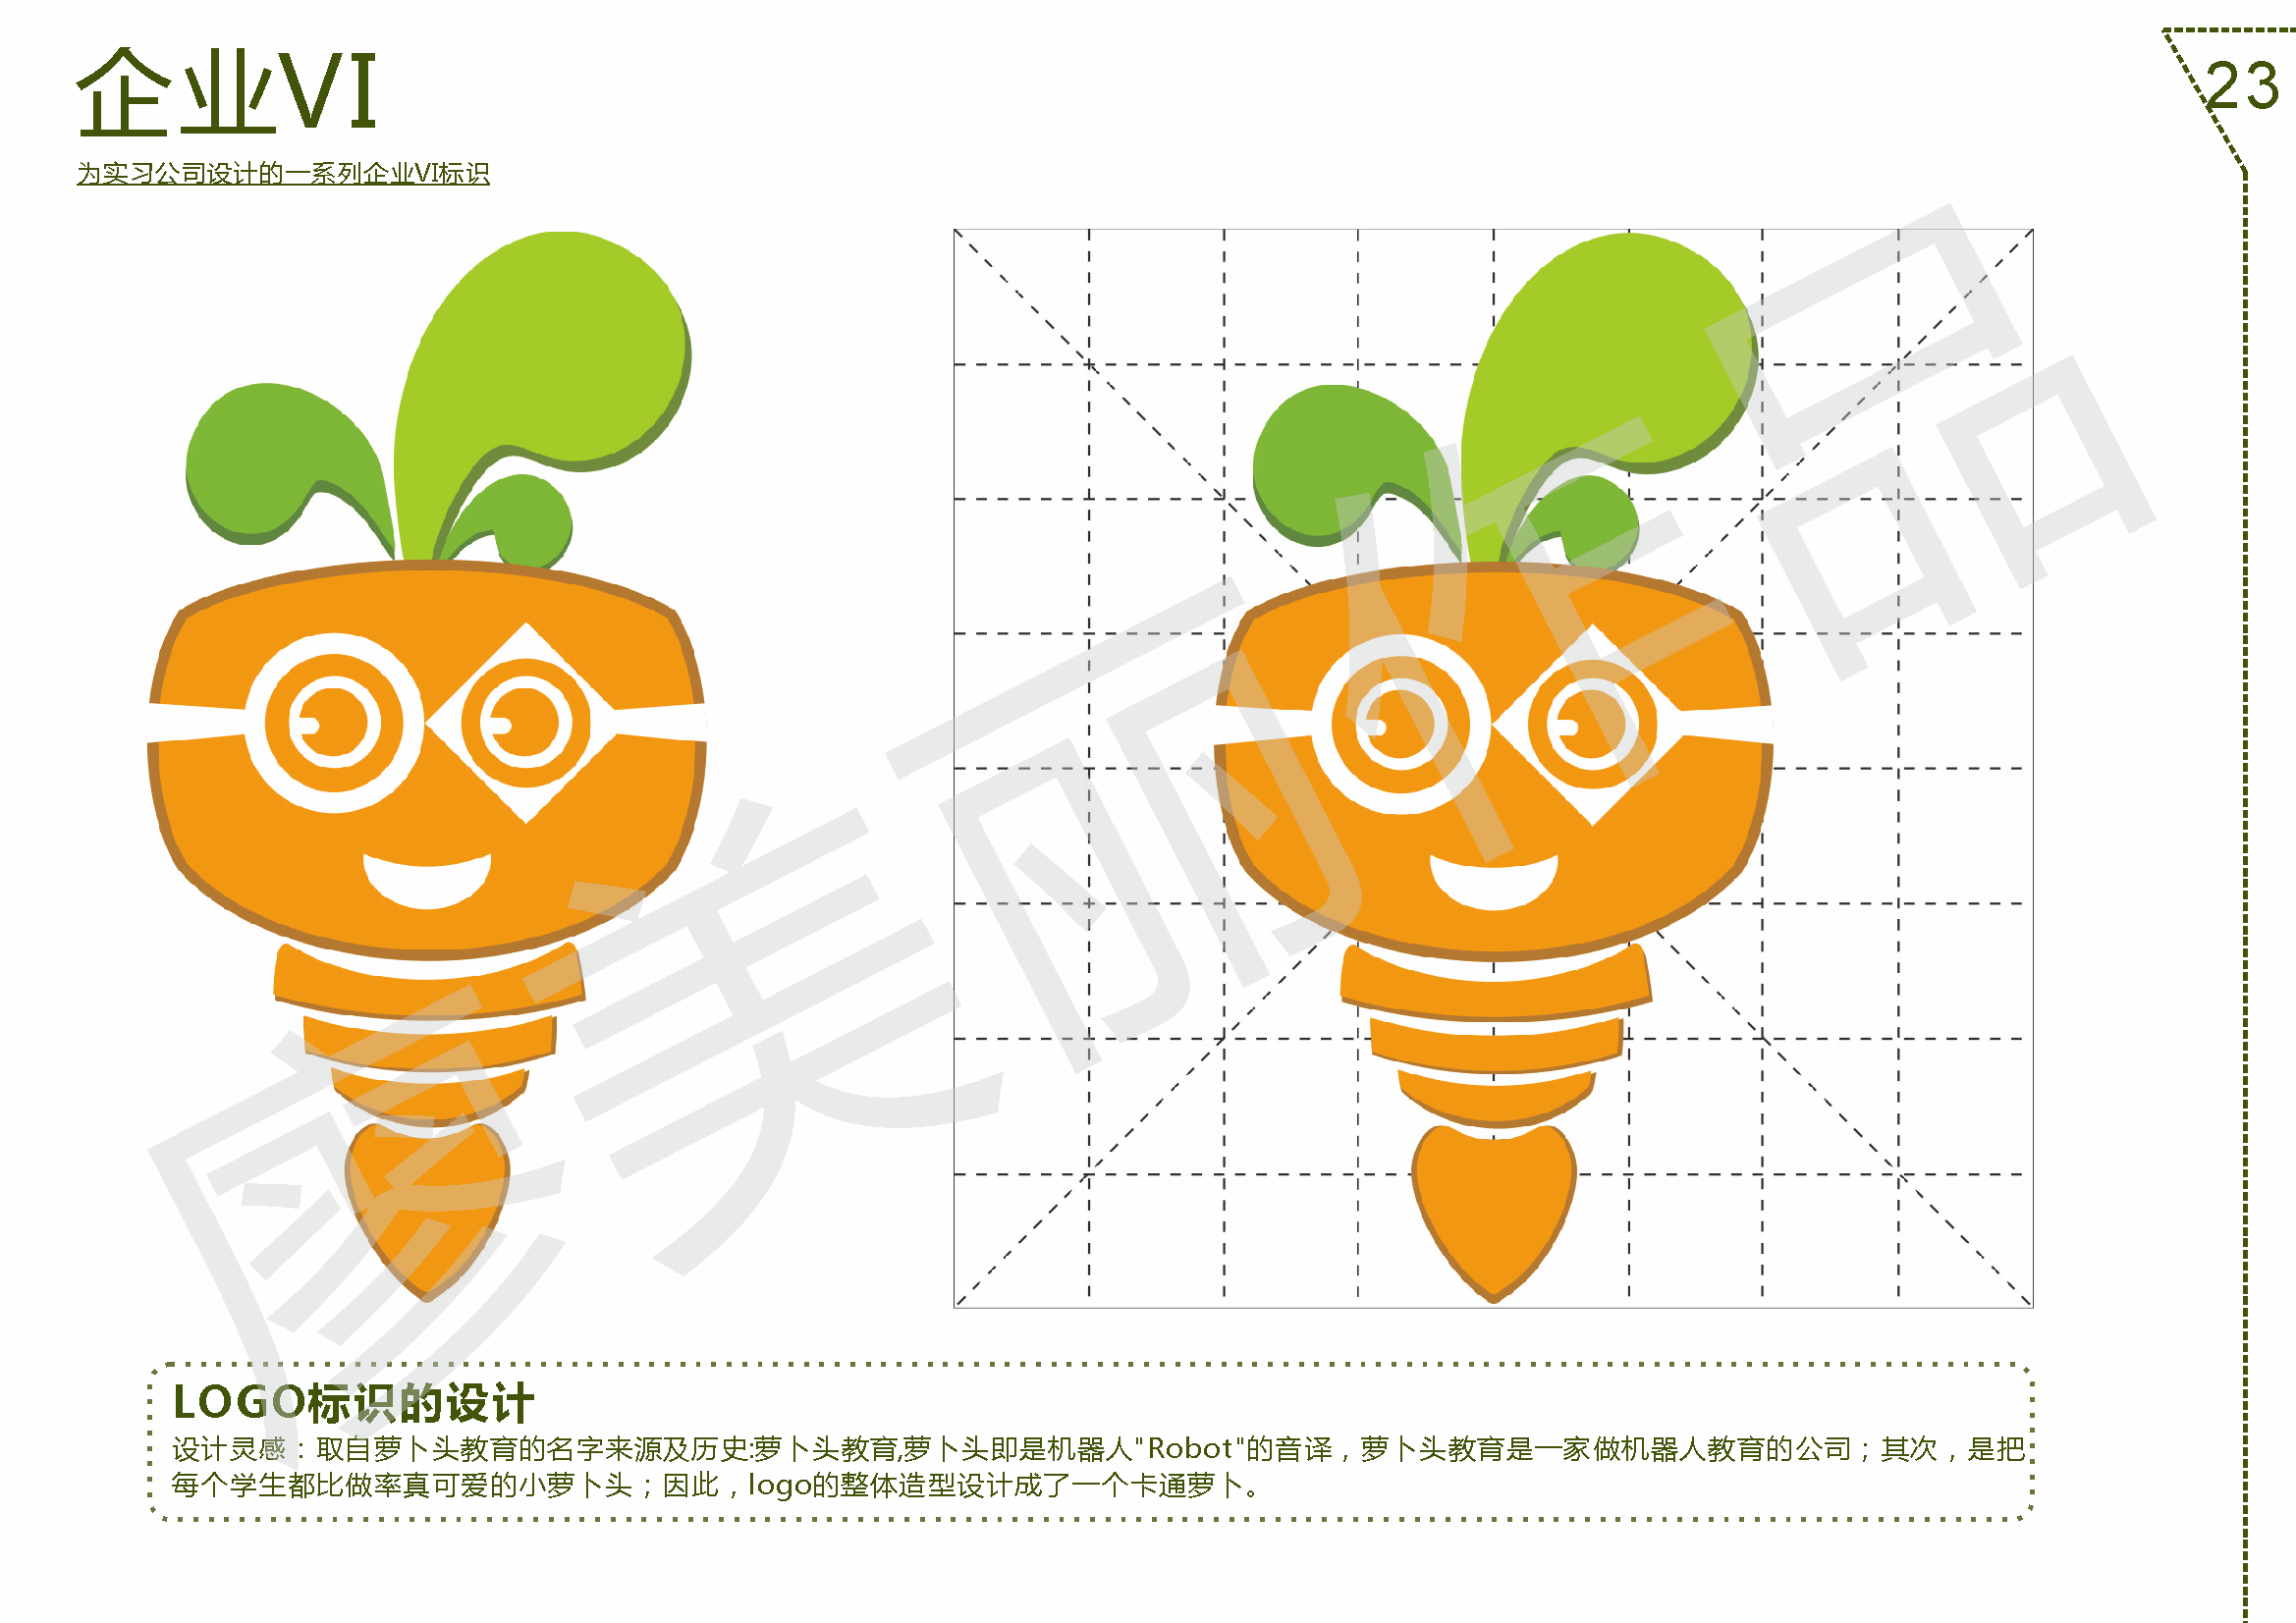 企业VI
23
为实习公司设计的一系列企业VI标识
LOGO标识的设计
设计灵感：取自萝卜头教育的名字来源及历史:萝卜头教育,萝卜头即是机器人"Robot"的音译，萝卜头教育是一家做机器人教育的公司；其次，是把
每个学生都比做率真可爱的小萝卜头；因此，logo的整体造型设计成了一个卡通萝卜。
美丽作品